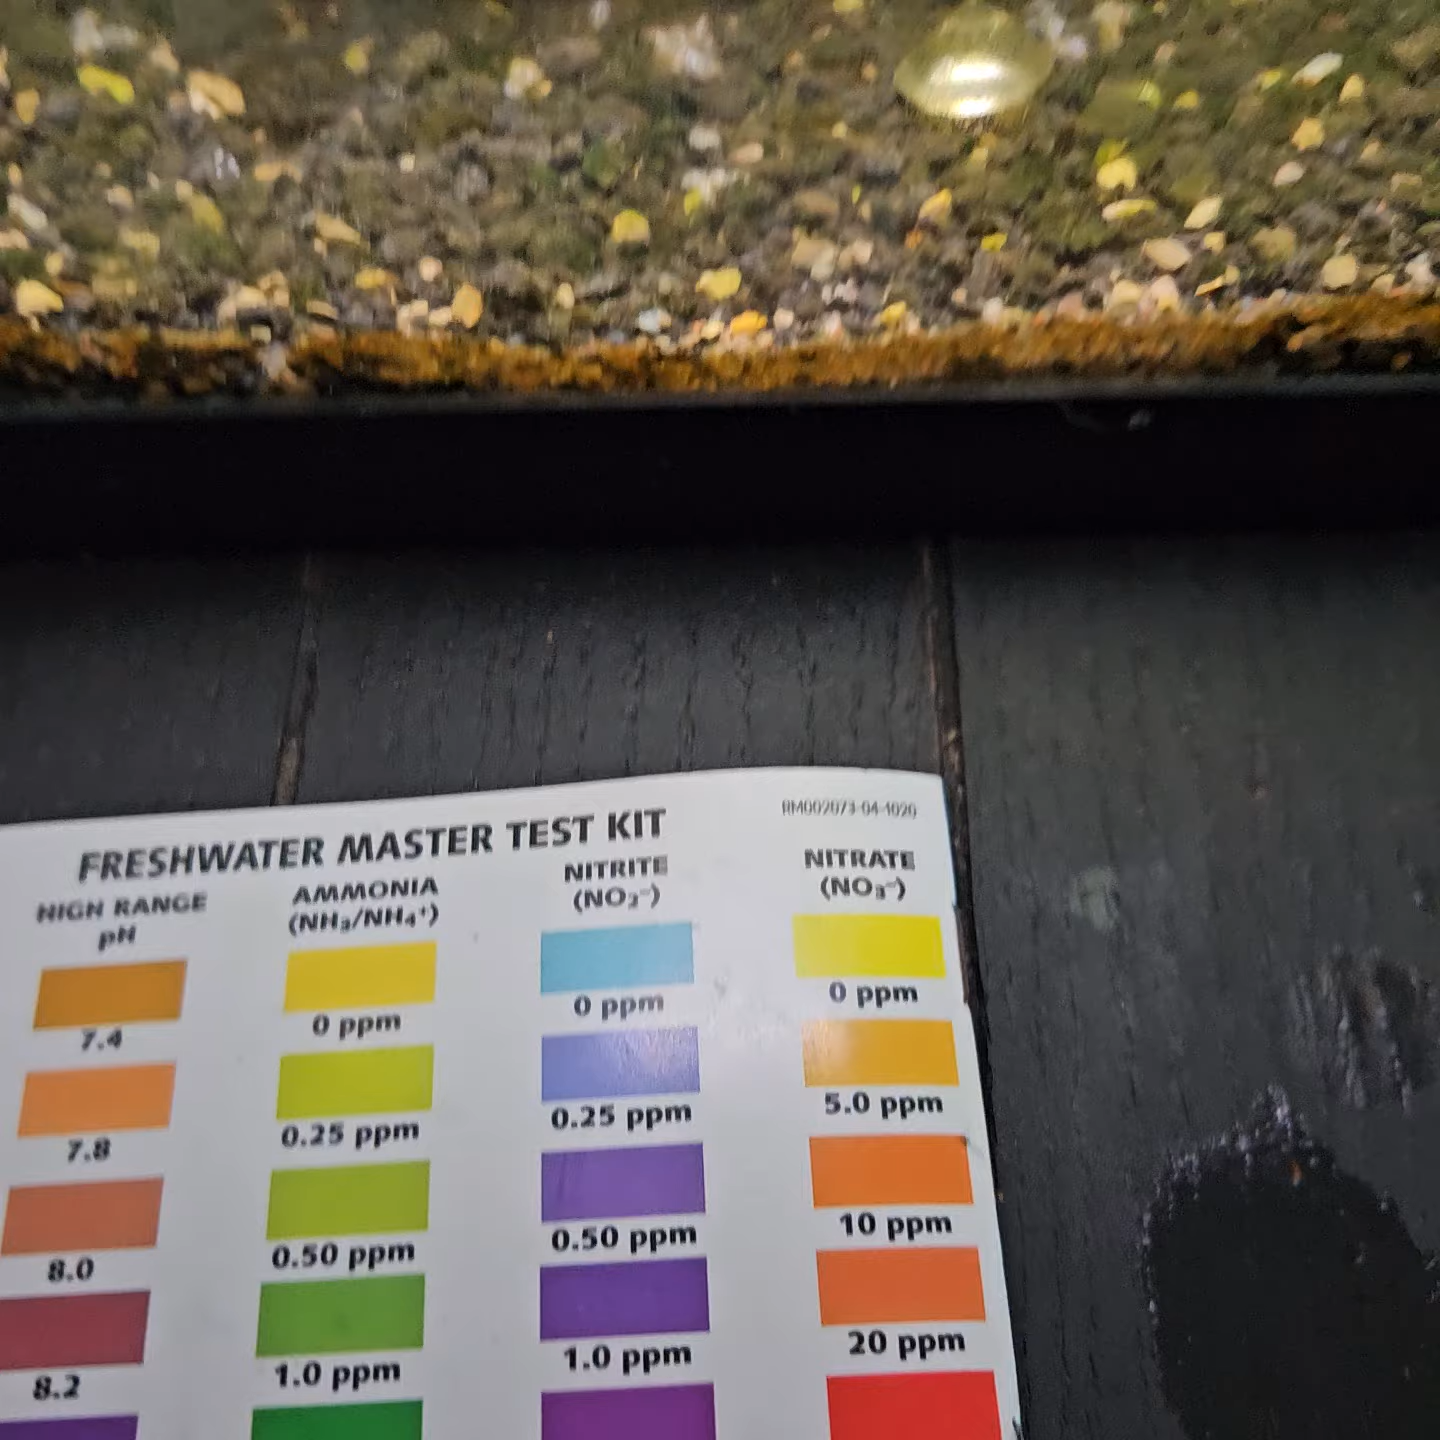 RM002073-04-1020
FRESHWATER MASTER TEST KIT
HIGH RANGE
pH
AMMONIA
(NH₃/NH₄⁺)
NITRITE
(NO₂⁻)
NITRATE
(NO₃⁻)
7.4
0 ppm
0 ppm
0 ppm
7.8
0.25 ppm
0.25 ppm
5.0 ppm
8.0
0.50 ppm
0.50 ppm
10 ppm
8.2
1.0 ppm
1.0 ppm
20 ppm